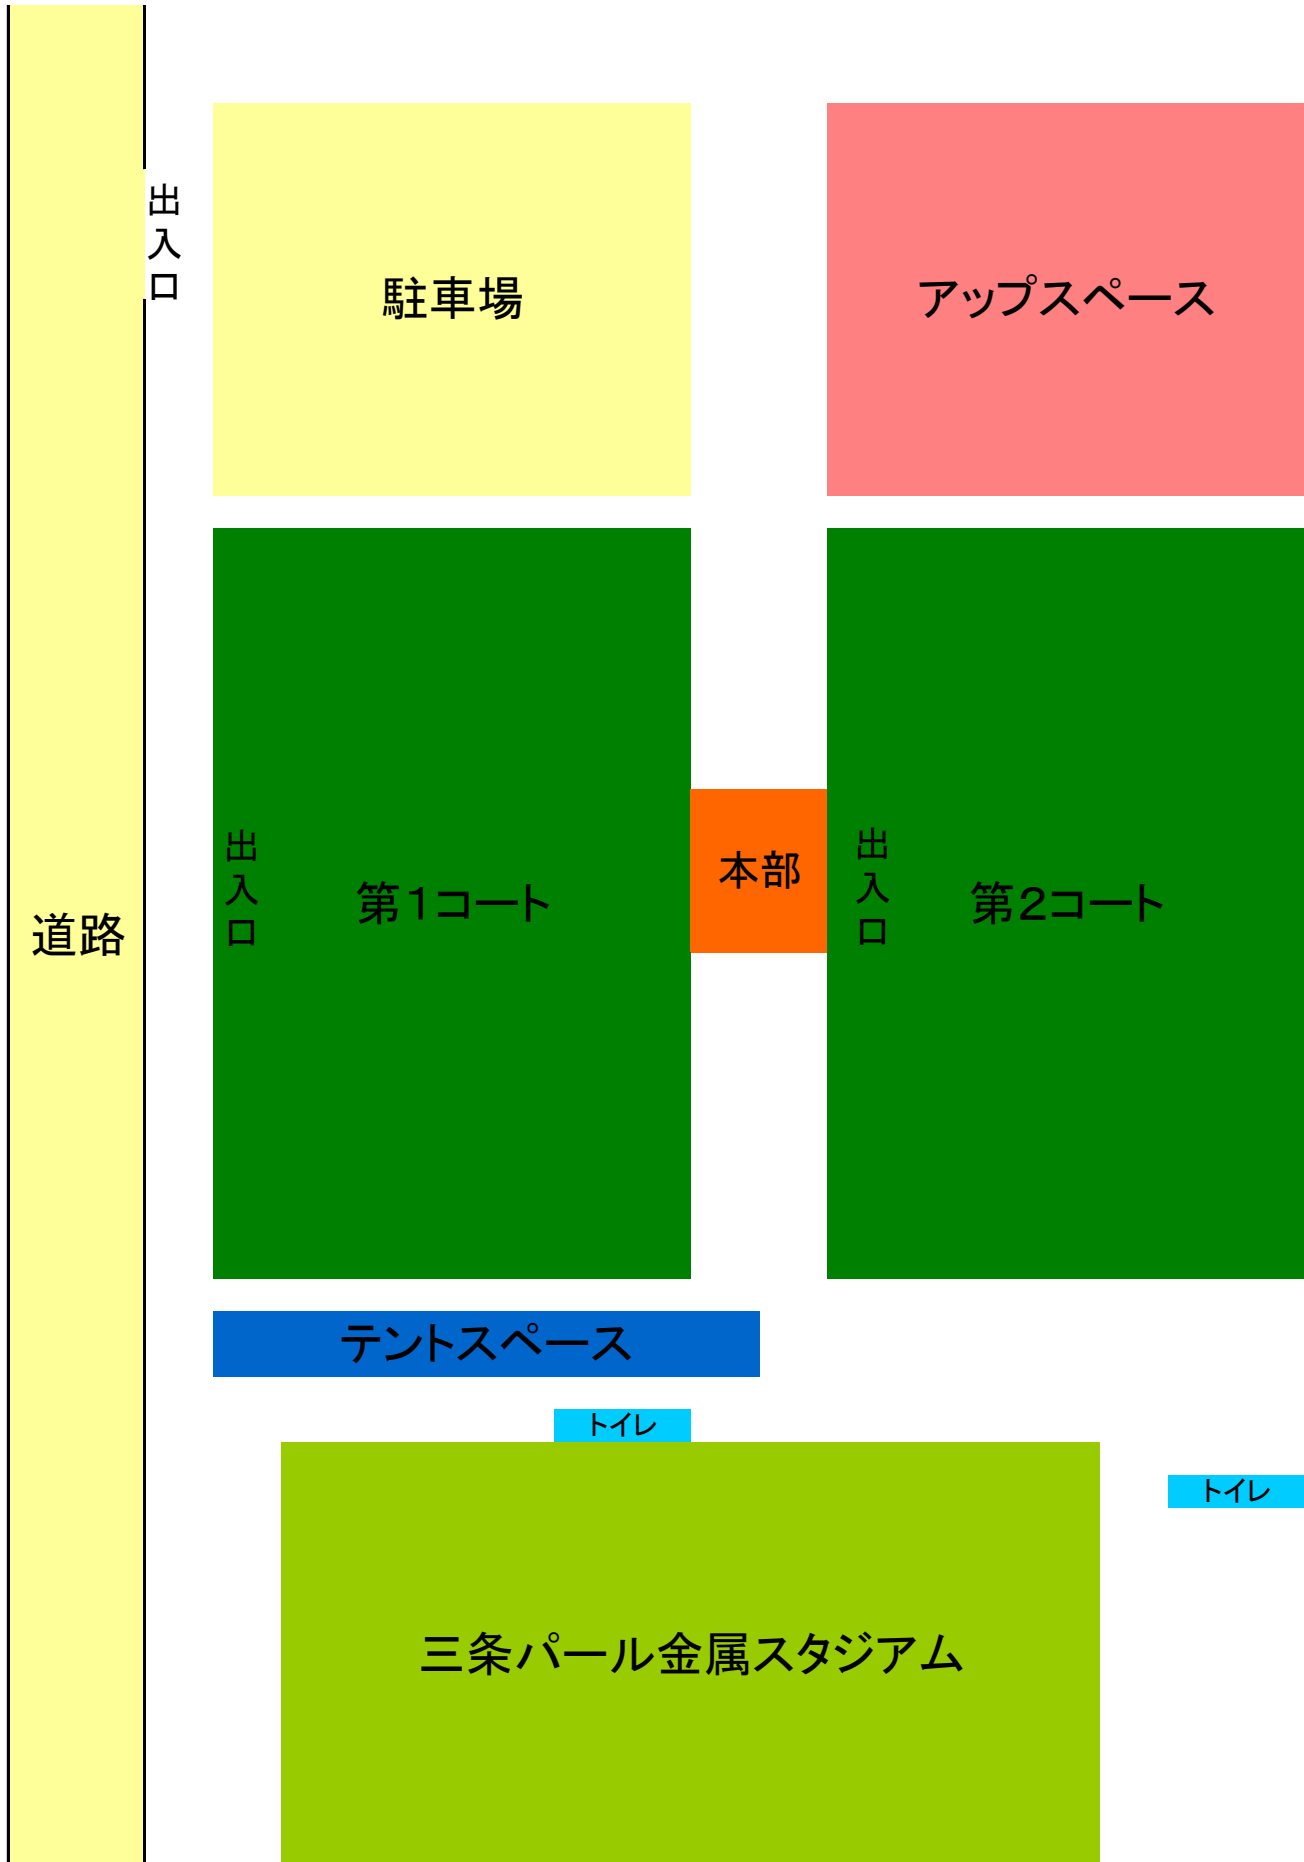 出入口
駐車場
アップスペース
道路
出入口
第1コート
本部
出入口
第2コート
テントスペース
トイレ
トイレ
三条パール金属スタジアム